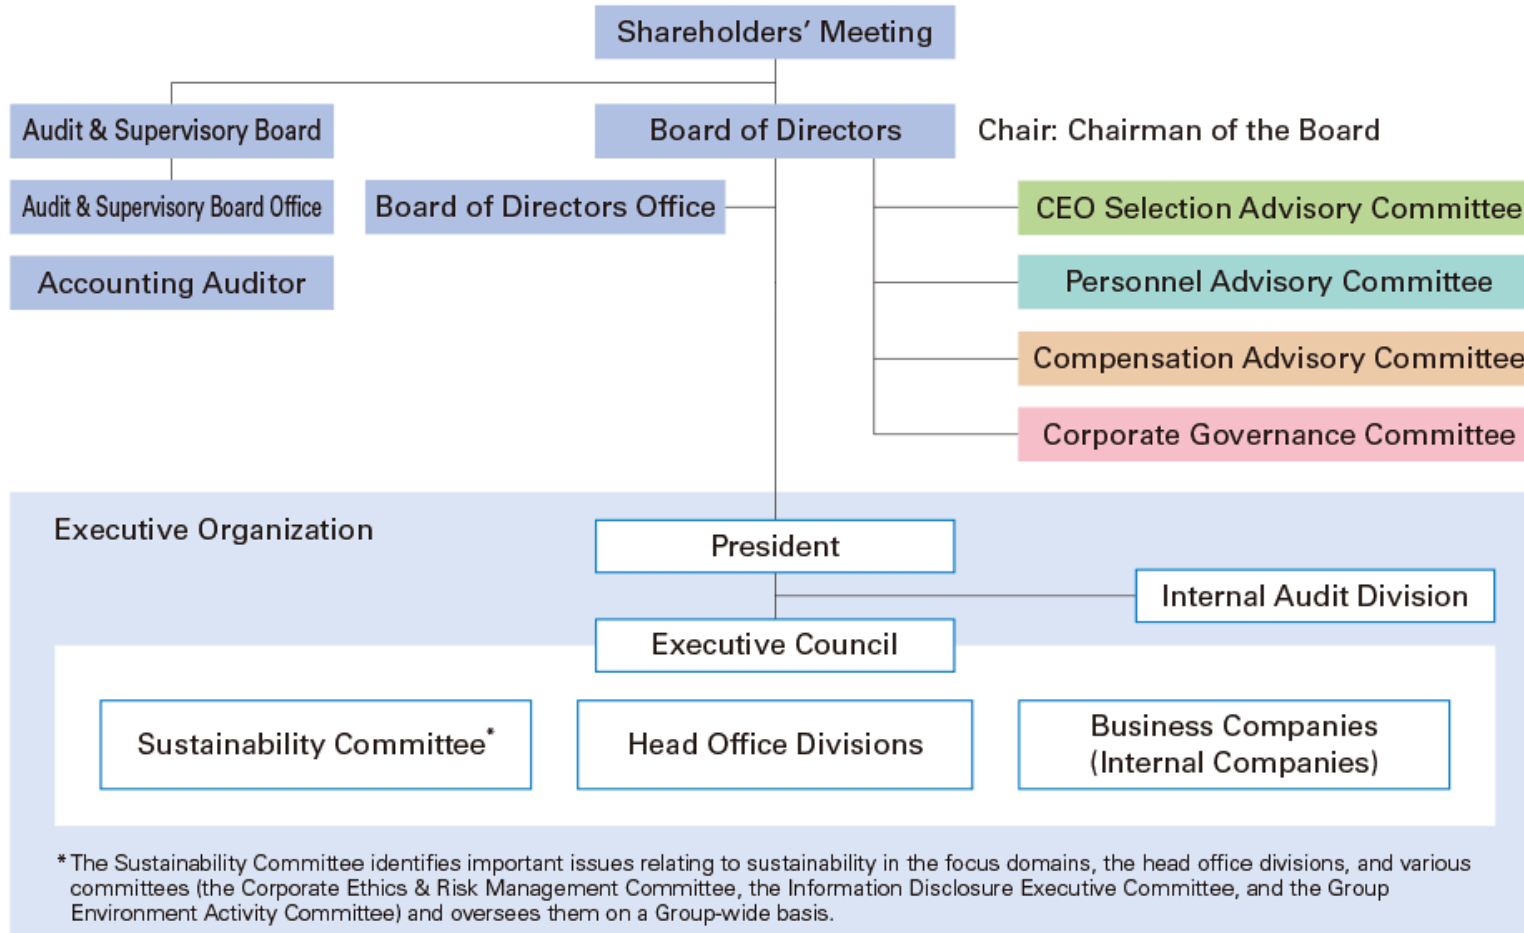 Shareholders’ Meeting
Audit & Supervisory Board
Board of Directors
Chair: Chairman of the Board
Audit & Supervisory Board Office
Board of Directors Office
CEO Selection Advisory Committee
Accounting Auditor
Personnel Advisory Committee
Compensation Advisory Committee
Corporate Governance Committee
Executive Organization
President
Internal Audit Division
Executive Council
Sustainability Committee*
Head Office Divisions
Business Companies
(Internal Companies)
* The Sustainability Committee identifies important issues relating to sustainability in the focus domains, the head office divisions, and various
committees (the Corporate Ethics & Risk Management Committee, the Information Disclosure Executive Committee, and the Group
Environment Activity Committee) and oversees them on a Group-wide basis.